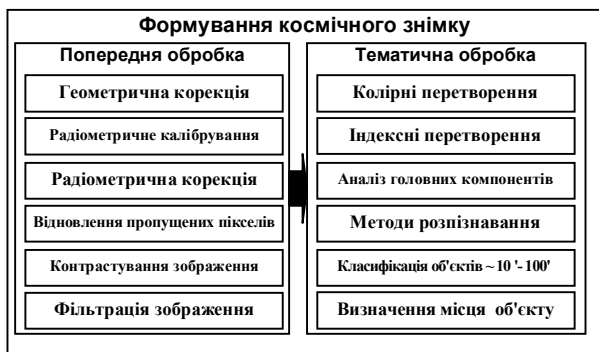 Формування космічного знімку
Попередня обробка
Геометрична корекція
Радіометричне калібрування
Радіометрична корекція
Відновлення пропущених пікселів
Контрастування зображення
Фільтрація зображення
Тематична обробка
Колірні перетворення
Індексні перетворення
Аналіз головних компонентів
Методи розпізнавання
Класифікація об'єктів ~ 10 '- 100'
Визначення місця об'єкту